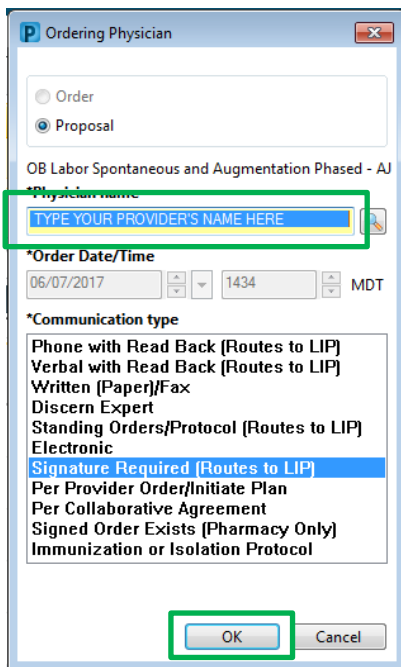 P Ordering Physician
Order
Proposal
OB Labor Spontaneous and Augmentation Phased - AJ
*Physician name
TYPE YOUR PROVIDER'S NAME HERE
*Order Date/Time
06/07/2017 1434 MDT
*Communication type
Phone with Read Back (Routes to LIP)
Verbal with Read Back (Routes to LIP)
Written (Paper)/Fax
Discern Expert
Standing Orders/Protocol (Routes to LIP)
Electronic
Signature Required (Routes to LIP)
Per Provider Order/Initiate Plan
Per Collaborative Agreement
Signed Order Exists (Pharmacy Only)
Immunization or Isolation Protocol
OK Cancel